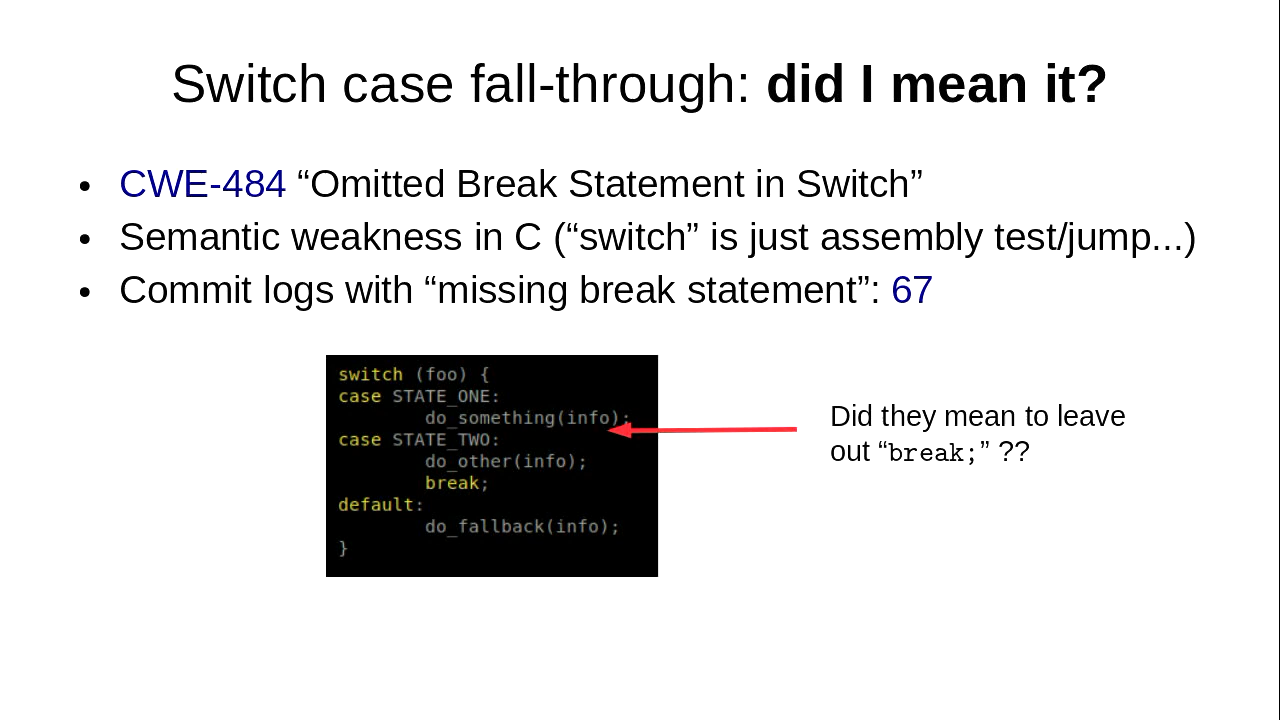 Switch case fall-through: did I mean it?
• CWE-484 “Omitted Break Statement in Switch”
• Semantic weakness in C (“switch” is just assembly test/jump...)
• Commit logs with “missing break statement”: 67
switch (foo) {
case STATE_ONE:
        do_something(info);
case STATE_TWO:
        do_other(info);
        break;
default:
        do_fallback(info);
}
Did they mean to leave
out “break;” ??